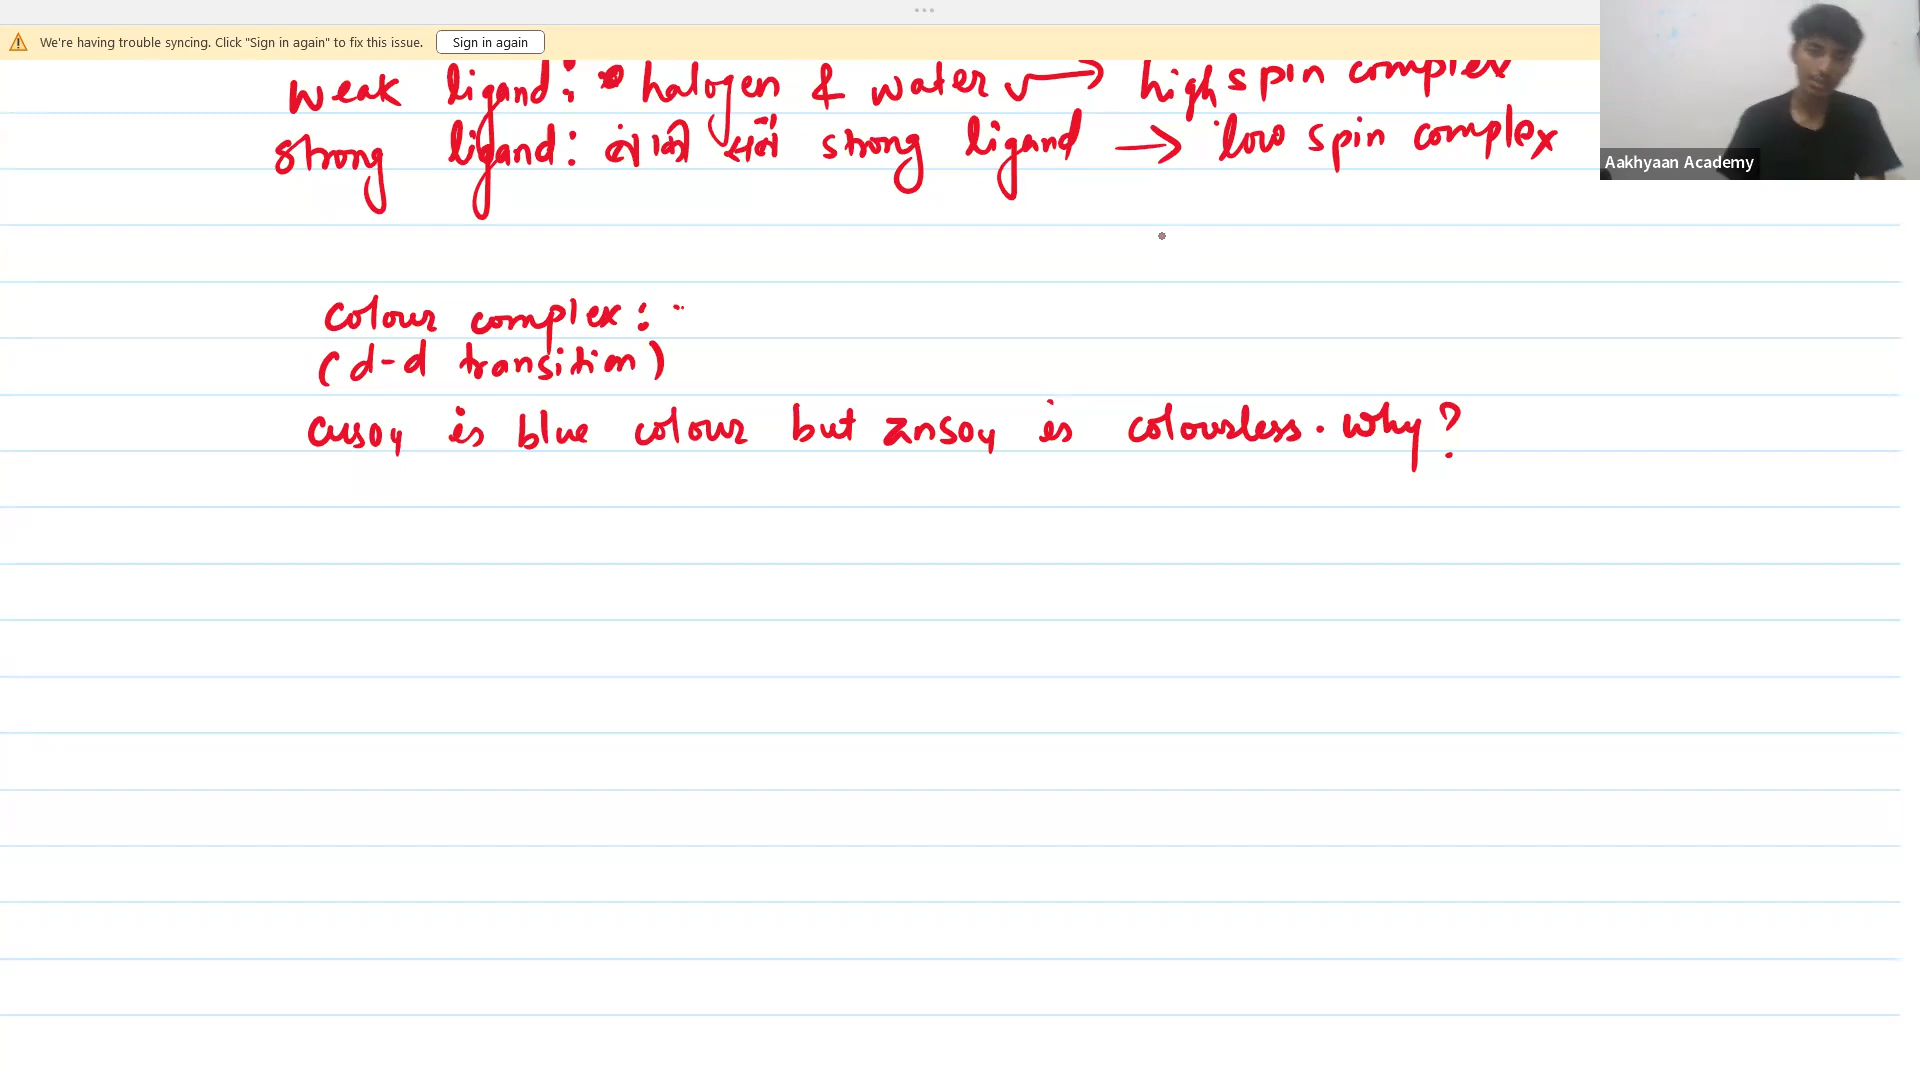 We're having trouble syncing. Click "Sign in again" to fix this issue. Sign in again
weak ligand: halogen & water → high spin complex
strong ligand: बाकी सभी strong ligand → low spin complex
Aakhyaan Academy
colour complex:
(d-d transition)
cuso4 is blue colour but znso4 is colourless. why?